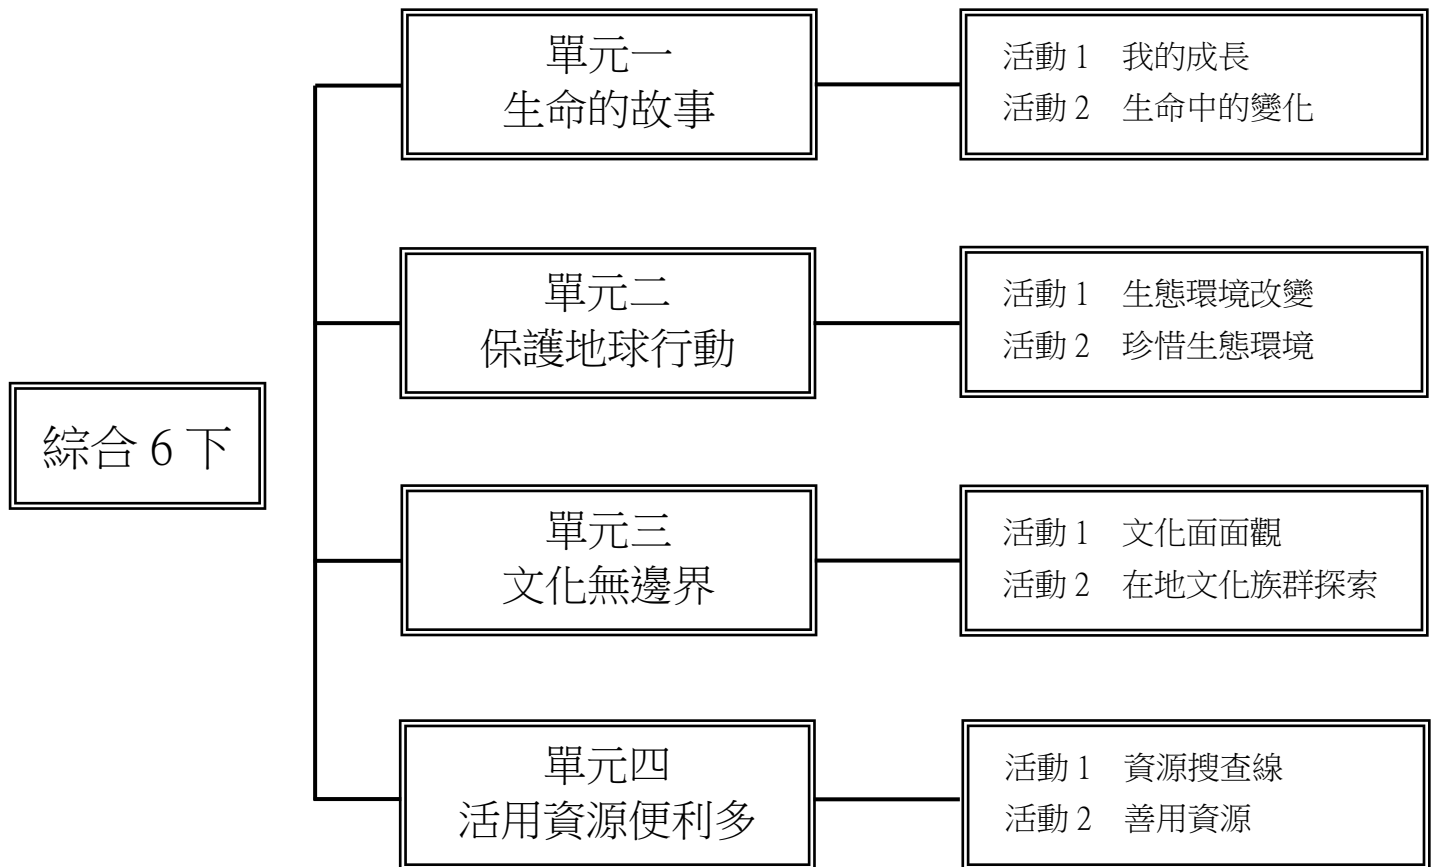 綜合 6 下
單元一
生命的故事
活動 1 我的成長
活動 2 生命中的變化
單元二
保護地球行動
活動 1 生態環境改變
活動 2 珍惜生態環境
單元三
文化無邊界
活動 1 文化面面觀
活動 2 在地文化族群探索
單元四
活用資源便利多
活動 1 資源搜查線
活動 2 善用資源